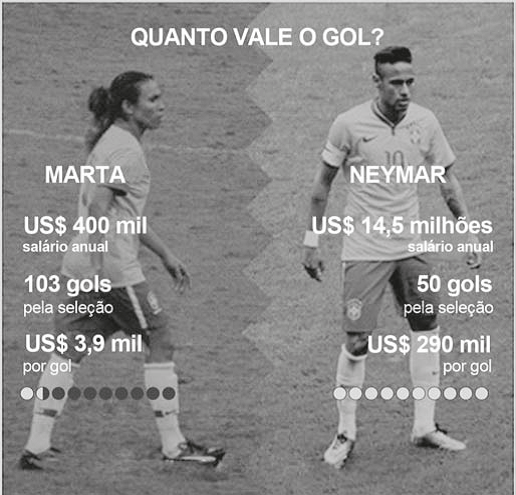 QUANTO VALE O GOL?
MARTA
US$ 400 mil
salário anual
103 gols
pela seleção
US$ 3,9 mil
por gol
NEYMAR
10
US$ 14,5 milhões
salário anual
50 gols
pela seleção
US$ 290 mil
por gol